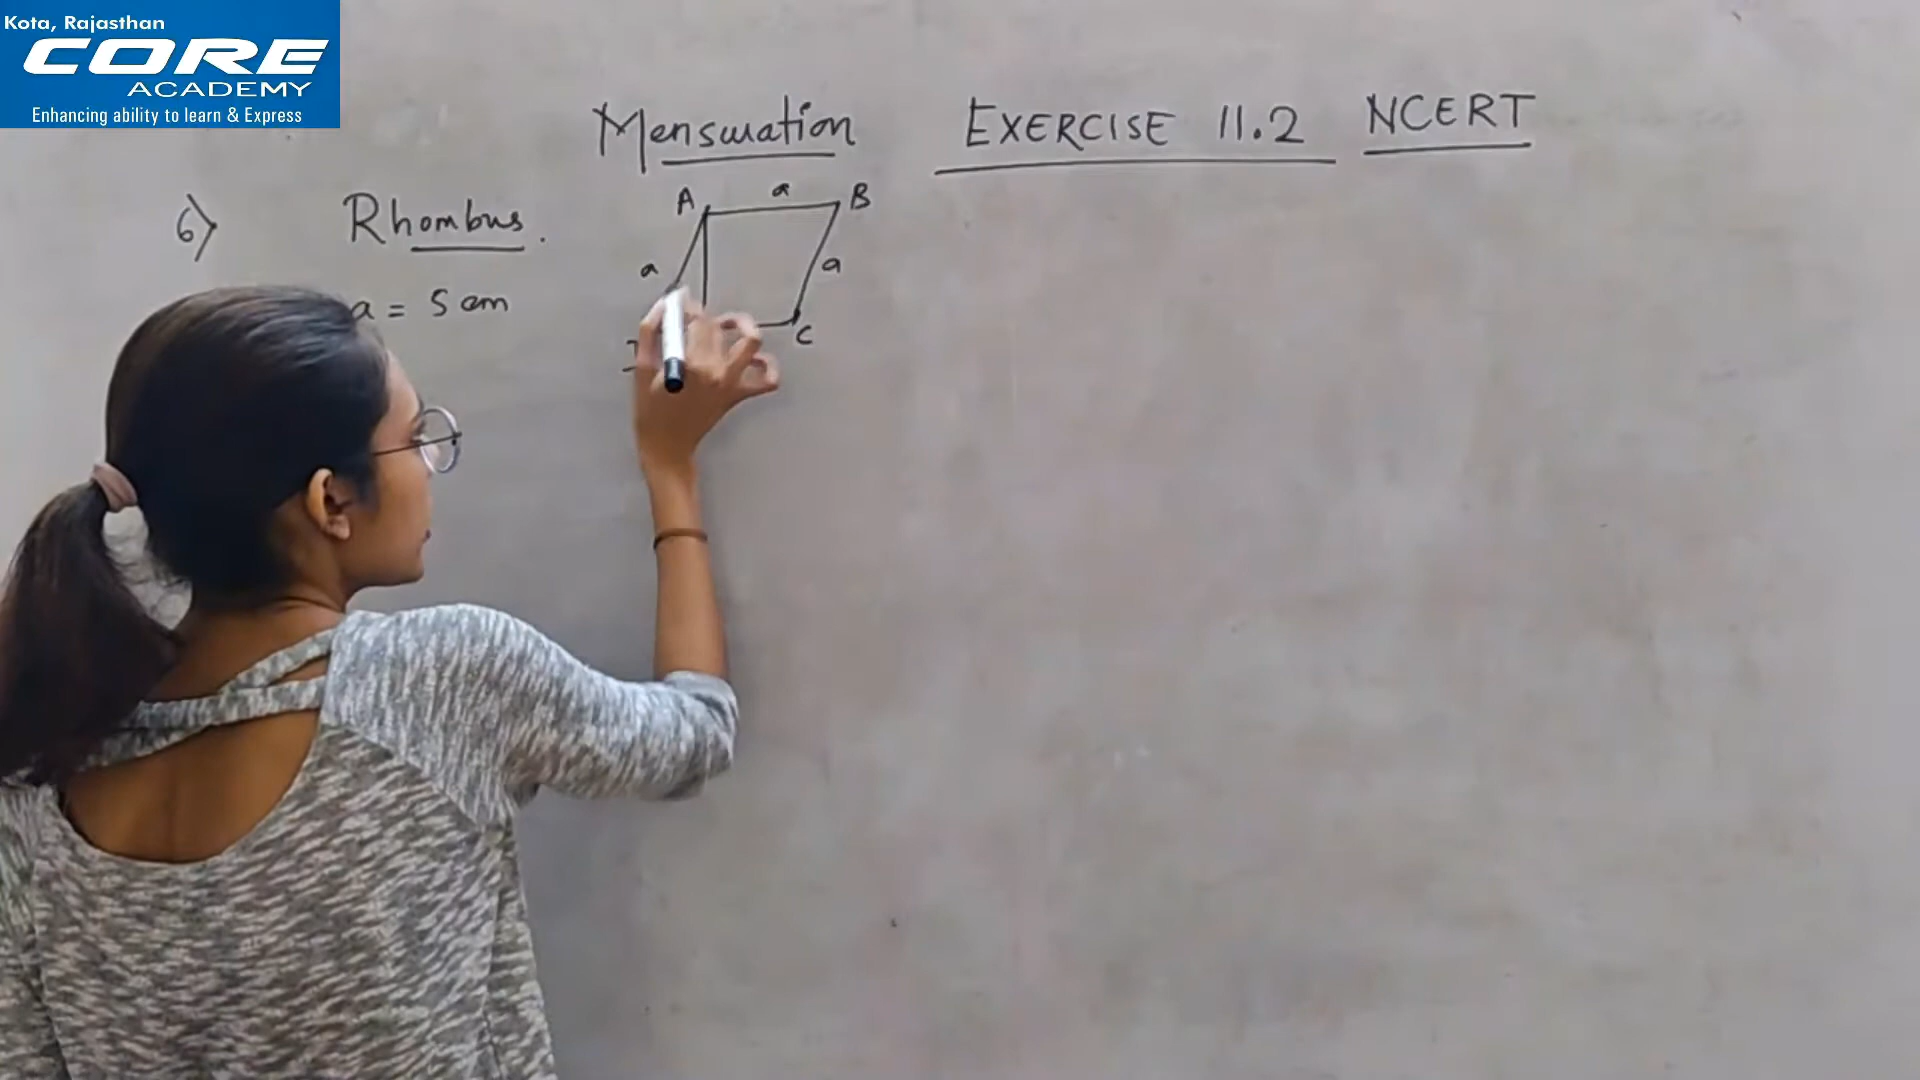 Kota, Rajasthan
CORE
ACADEMY
Enhancing ability to learn & Express
Mensuration EXERCISE 11.2 NCERT
6) Rhombus.
A a B
a a
a = 5 cm
C